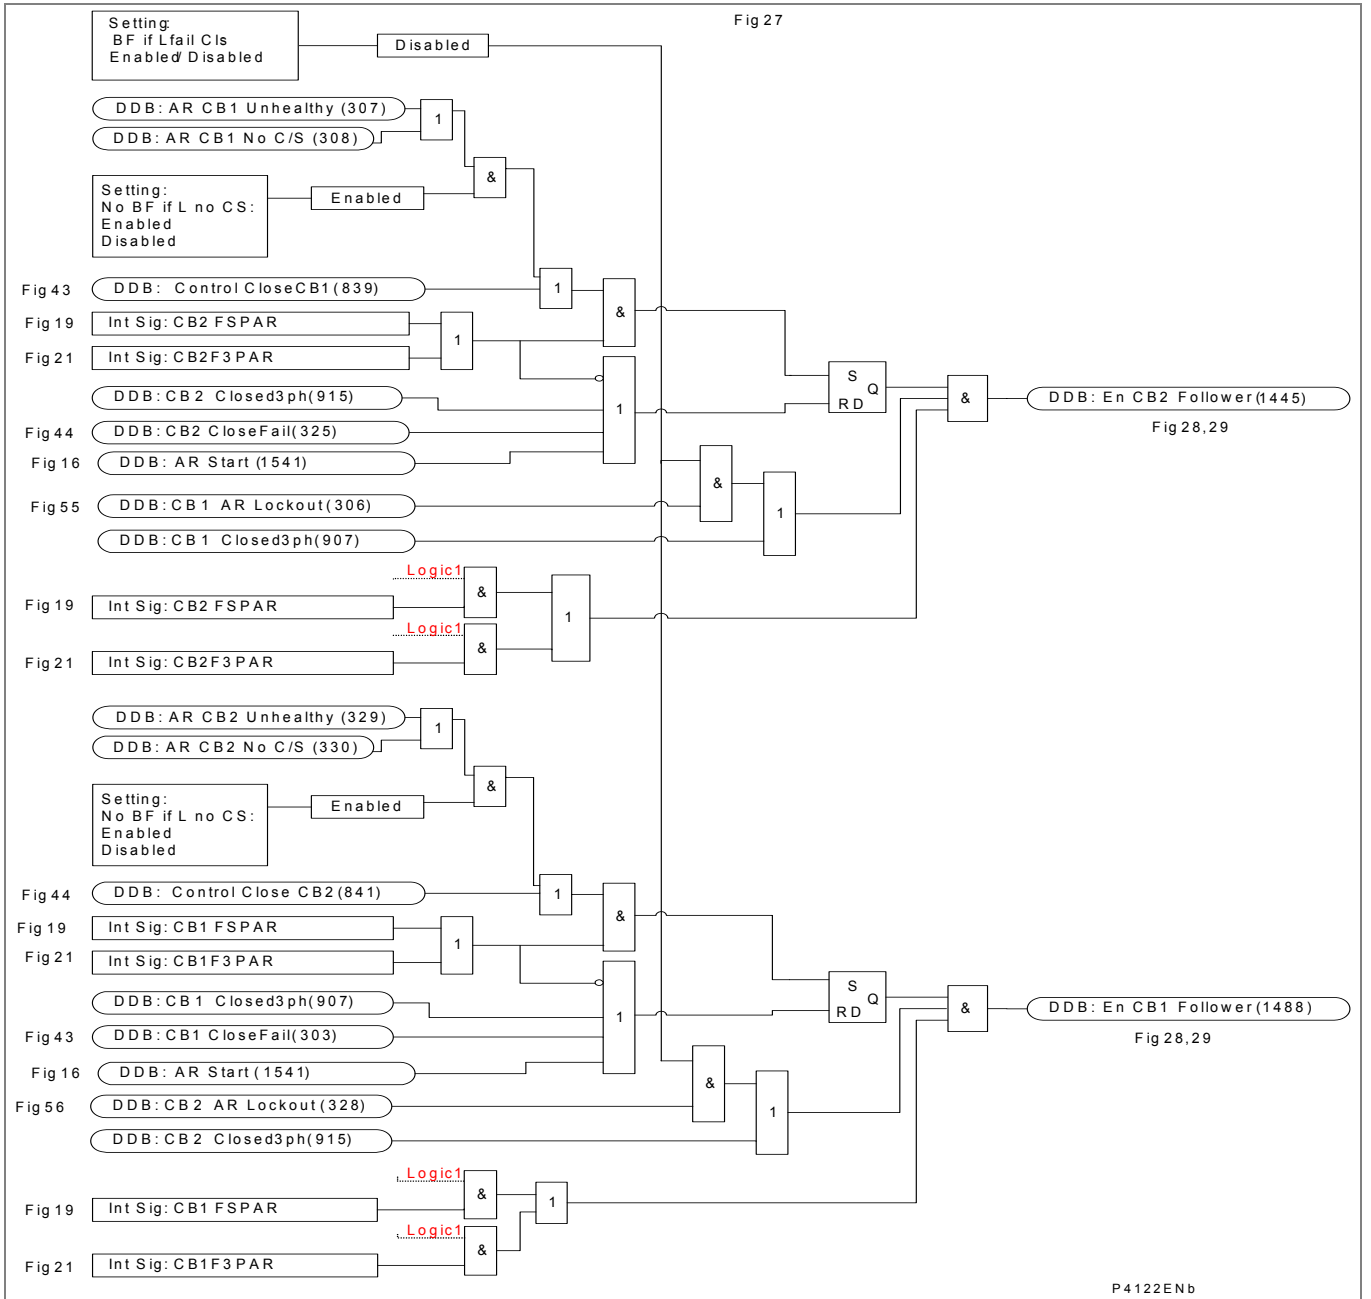 Fig 27
Setting:
BF if Lfail Cls
Enabled/ Disabled
Disabled
DDB: AR CB1 Unhealthy (307)
1
DDB: AR CB1 No C/S (308)
&
Setting:
No BF if L no CS:
Enabled
Disabled
Enabled
Fig 43
DDB: Control CloseCB1 (839)
1
&
Fig 19
Int Sig: CB2 FSPAR
1
Fig 21
Int Sig: CB2F3PAR
DDB: CB2 Closed3ph(915)
1
Fig 44
DDB: CB2 CloseFail(325)
Fig 16
DDB: AR Start (1541)
S
Q
RD
&
DDB: En CB2 Follower(1445)
Fig 28,29
Fig 55
DDB: CB1 AR Lockout(306)
&
1
DDB: CB1 Closed3ph(907)
Logic1
&
Fig 19
Int Sig: CB2 FSPAR
1
Logic1
&
Fig 21
Int Sig: CB2F3PAR
DDB: AR CB2 Unhealthy (329)
1
DDB: AR CB2 No C/S (330)
&
Setting:
No BF if L no CS:
Enabled
Disabled
Enabled
Fig 44
DDB: Control Close CB2(841)
1
&
Fig 19
Int Sig: CB1 FSPAR
1
Fig 21
Int Sig: CB1F3PAR
DDB: CB1 Closed3ph(907)
1
Fig 43
DDB: CB1 CloseFail(303)
Fig 16
DDB: AR Start (1541)
S
Q
RD
&
DDB: En CB1 Follower(1488)
Fig 28,29
Fig 56
DDB: CB2 AR Lockout(328)
&
1
DDB: CB2 Closed3ph(915)
Logic1
&
Fig 19
Int Sig: CB1 FSPAR
1
Logic1
&
Fig 21
Int Sig: CB1F3PAR
P4122ENb